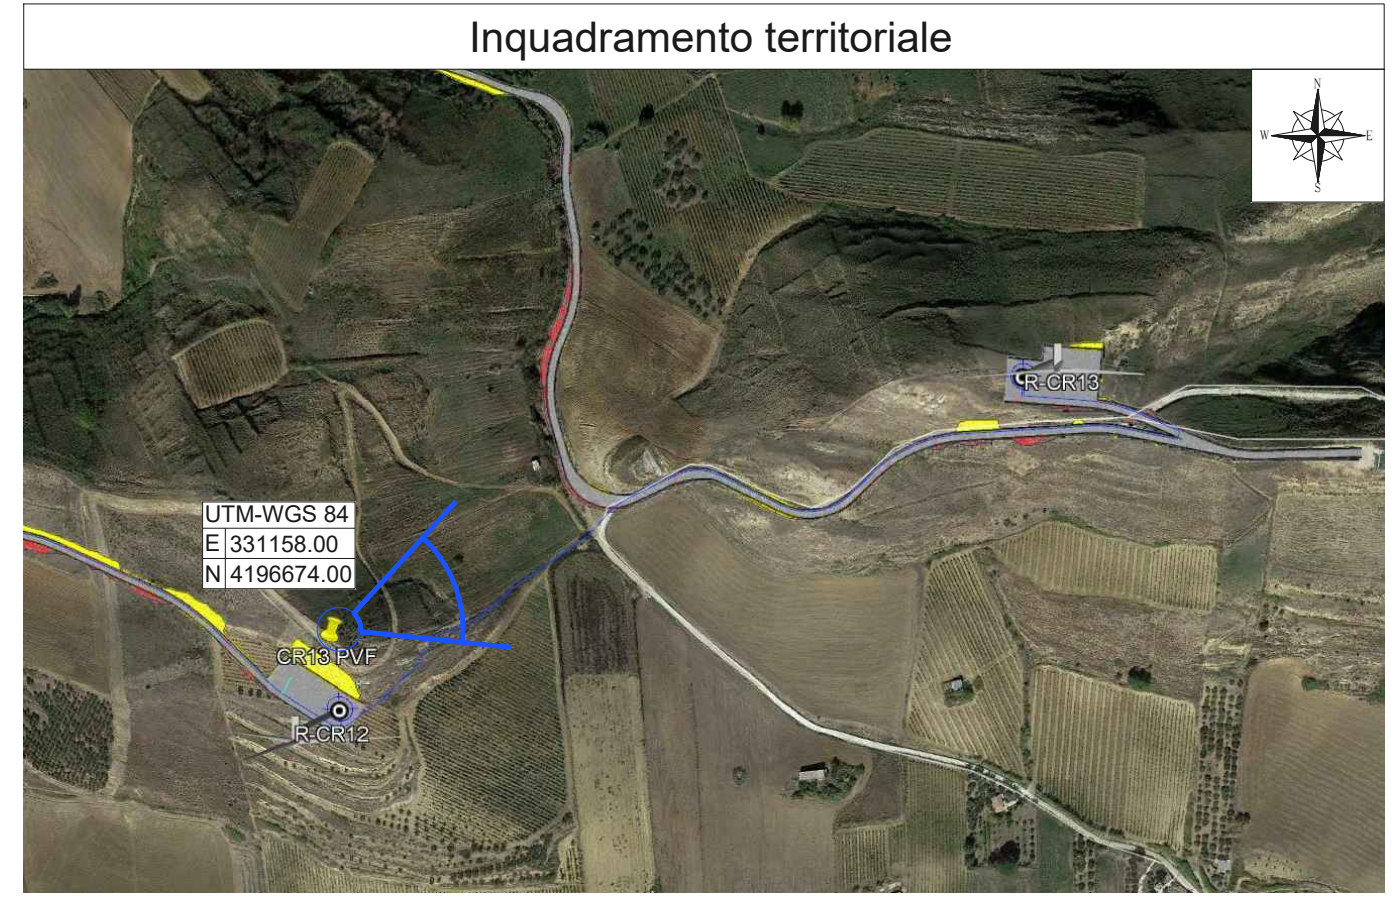 Inquadramento territoriale
N
W E
S
R-CR13
UTM-WGS 84
E 331158.00
N 4196674.00
CR13 PVF
R-CR12